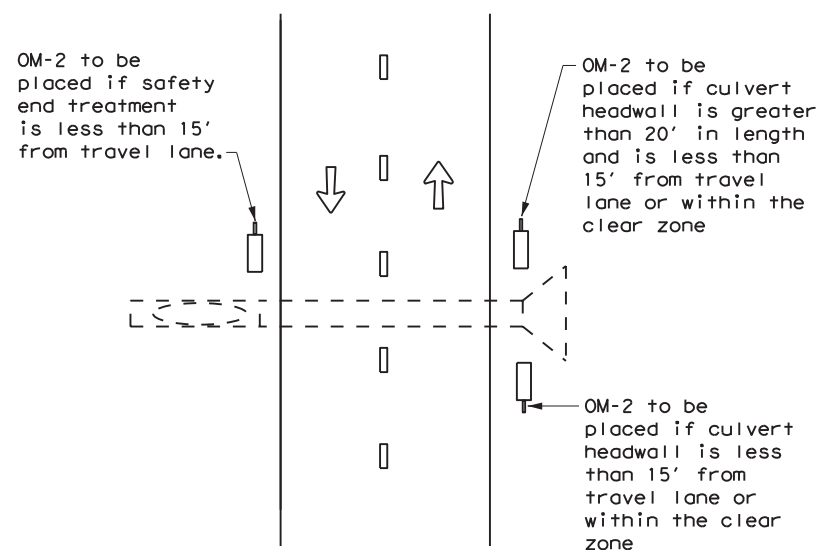 OM-2 to be
placed if safety
end treatment
is less than 15'
from travel lane.
OM-2 to be
placed if culvert
headwall is greater
than 20' in length
and is less than
15' from travel
lane or within the
clear zone
OM-2 to be
placed if culvert
headwall is less
than 15' from
travel lane or
within the clear
zone